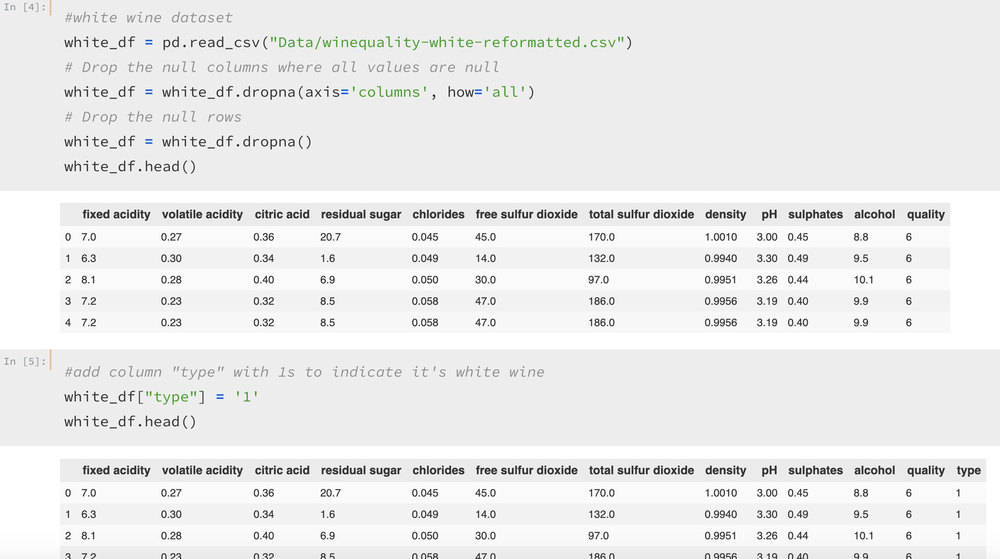 In [4]:
#white wine dataset
white_df = pd.read_csv("Data/winequality-white-reformatted.csv")
# Drop the null columns where all values are null
white_df = white_df.dropna(axis='columns', how='all')
# Drop the null rows
white_df = white_df.dropna()
white_df.head()
fixed acidity volatile acidity citric acid residual sugar chlorides free sulfur dioxide total sulfur dioxide density pH sulphates alcohol quality
0 7.0 0.27 0.36 20.7 0.045 45.0 170.0 1.0010 3.00 0.45 8.8 6
1 6.3 0.30 0.34 1.6 0.049 14.0 132.0 0.9940 3.30 0.49 9.5 6
2 8.1 0.28 0.40 6.9 0.050 30.0 97.0 0.9951 3.26 0.44 10.1 6
3 7.2 0.23 0.32 8.5 0.058 47.0 186.0 0.9956 3.19 0.40 9.9 6
4 7.2 0.23 0.32 8.5 0.058 47.0 186.0 0.9956 3.19 0.40 9.9 6
In [5]:
#add column "type" with 1s to indicate it's white wine
white_df["type"] = '1'
white_df.head()
fixed acidity volatile acidity citric acid residual sugar chlorides free sulfur dioxide total sulfur dioxide density pH sulphates alcohol quality type
0 7.0 0.27 0.36 20.7 0.045 45.0 170.0 1.0010 3.00 0.45 8.8 6 1
1 6.3 0.30 0.34 1.6 0.049 14.0 132.0 0.9940 3.30 0.49 9.5 6 1
2 8.1 0.28 0.40 6.9 0.050 30.0 97.0 0.9951 3.26 0.44 10.1 6 1
3 7.2 0.23 0.32 8.5 0.058 47.0 186.0 0.9956 3.19 0.40 9.9 6 1